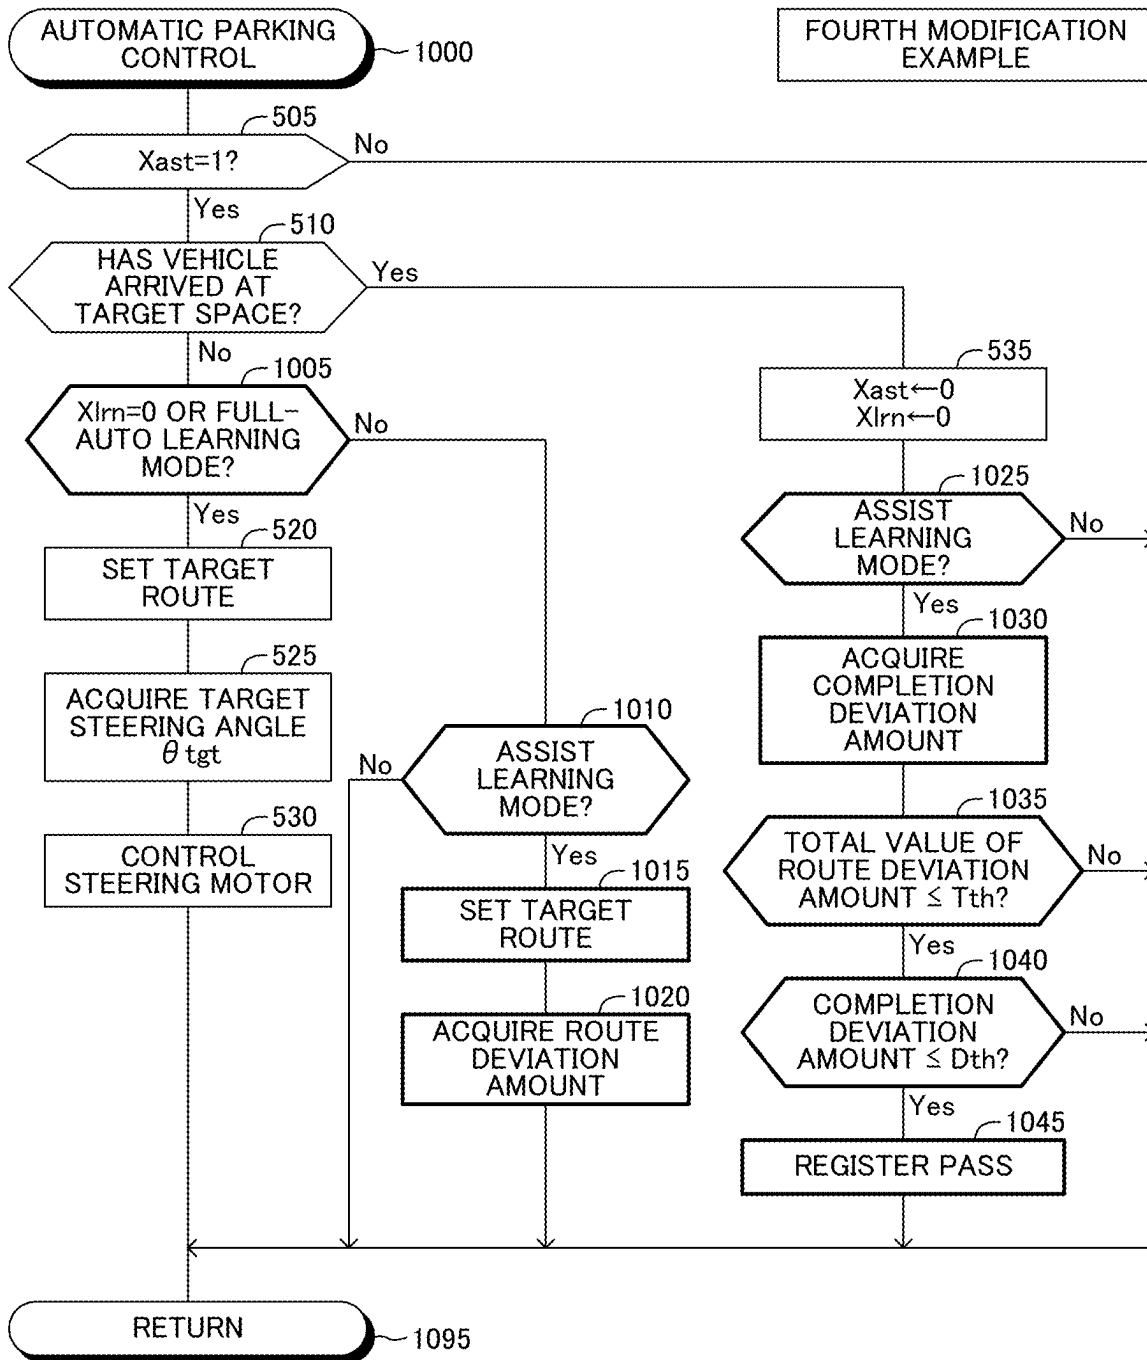 AUTOMATIC PARKING
CONTROL
1000
FOURTH MODIFICATION
EXAMPLE
505
Xast=1?
No
Yes
510
HAS VEHICLE
ARRIVED AT
TARGET SPACE?
Yes
No
1005
Xlrn=0 OR FULL-
AUTO LEARNING
MODE?
No
Yes
520
SET TARGET
ROUTE
525
ACQUIRE TARGET
STEERING ANGLE
θ tgt
530
CONTROL
STEERING MOTOR
1010
ASSIST
LEARNING
MODE?
No
Yes
1015
SET TARGET
ROUTE
1020
ACQUIRE ROUTE
DEVIATION
AMOUNT
535
Xast←0
Xlrn←0
1025
ASSIST
LEARNING
MODE?
No
Yes
1030
ACQUIRE
COMPLETION
DEVIATION
AMOUNT
1035
TOTAL VALUE OF
ROUTE DEVIATION
AMOUNT ≦ Tth?
No
Yes
1040
COMPLETION
DEVIATION
AMOUNT ≦ Dth?
No
Yes
1045
REGISTER PASS
RETURN
1095